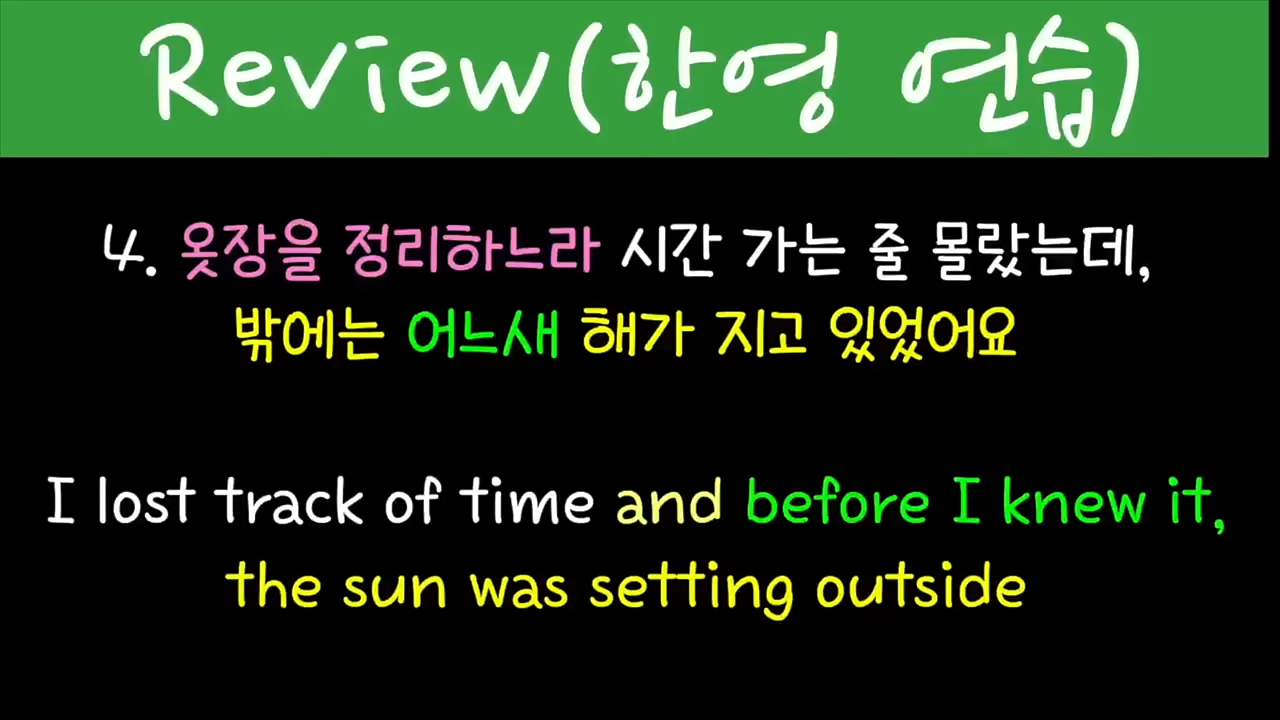 Review(한영 연습)
4. 옷장을 정리하느라 시간 가는 줄 몰랐는데,
밖에는 어느새 해가 지고 있었어요
I lost track of time and before I knew it,
the sun was setting outside